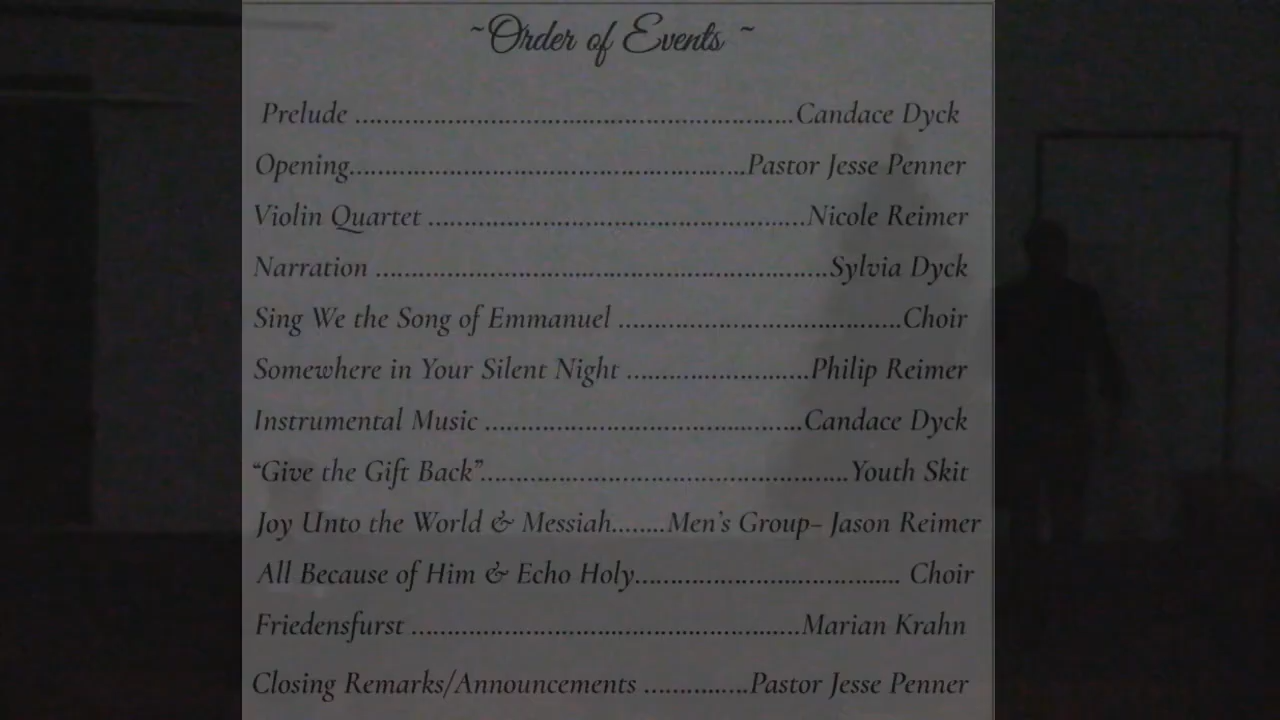 ~Order of Events ~
Prelude ................................................................Candace Dyck
Opening..........................................................Pastor Jesse Penner
Violin Quartet .......................................................Nicole Reimer
Narration ..................................................................Sylvia Dyck
Sing We the Song of Emmanuel .........................................Choir
Somewhere in Your Silent Night ...........................Philip Reimer
Instrumental Music ..............................................Candace Dyck
“Give the Gift Back”.....................................................Youth Skit
Joy Unto the World & Messiah........Men’s Group– Jason Reimer
All Because of Him & Echo Holy....................................... Choir
Friedensfurst .........................................................Marian Krahn
Closing Remarks/Announcements ...............Pastor Jesse Penner